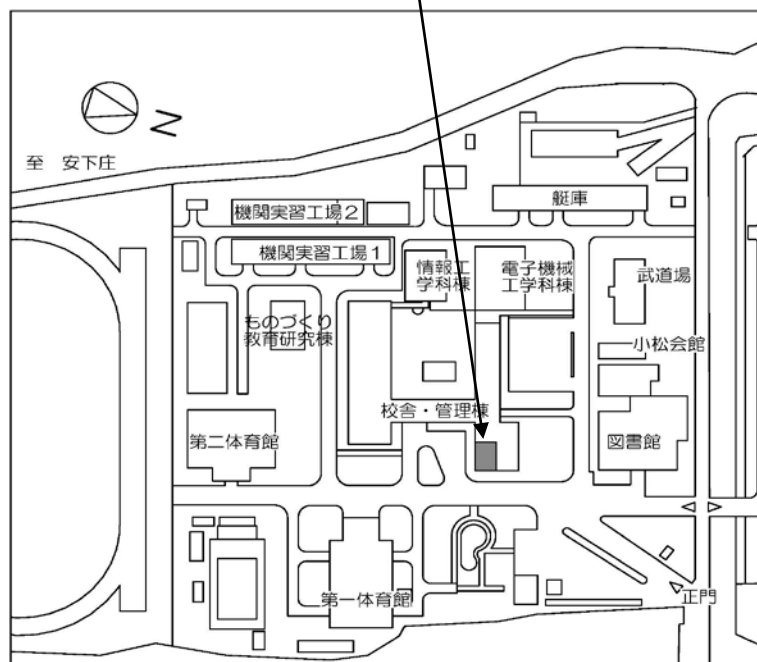 N
至 安下庄
機関実習工場2
艇庫
機関実習工場1
情報工
学科棟
電子機械
工学科棟
武道場
ものづくり
教育研究棟
小松会館
校舎・管理棟
第二体育館
図書館
第一体育館
正門